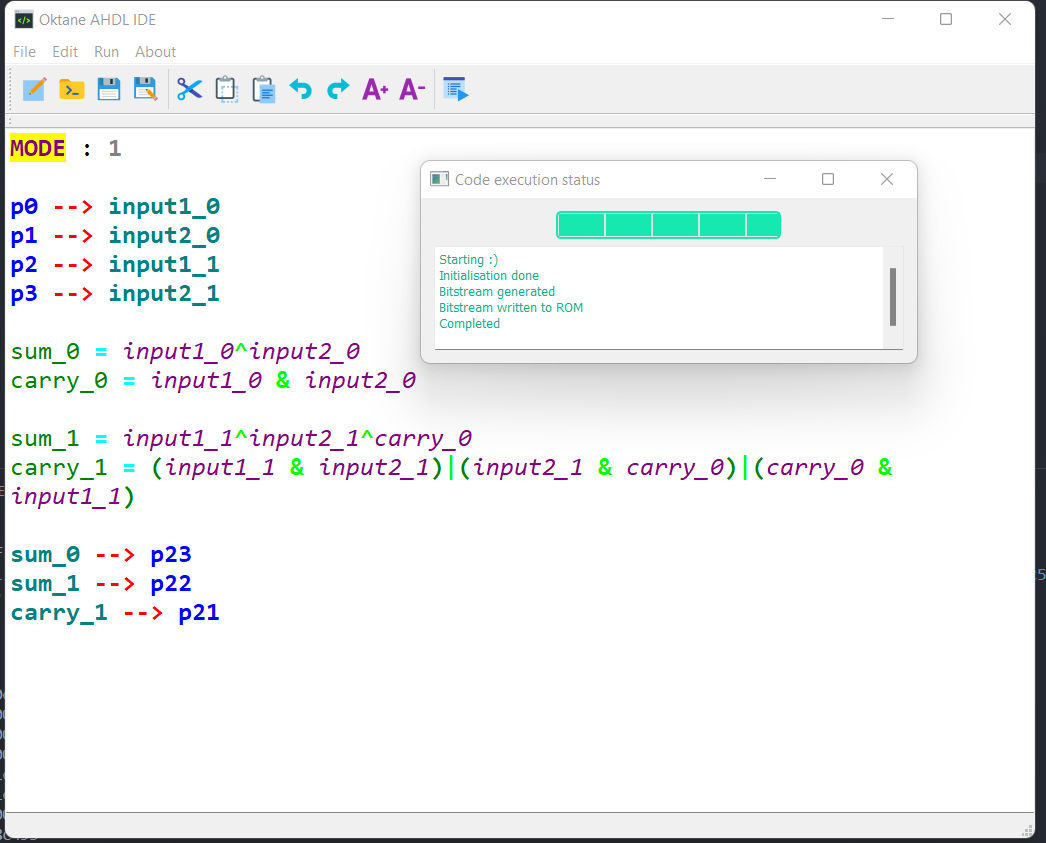 Oktane AHDL IDE
File Edit Run About
A+ A-
MODE : 1
p0 --> input1_0
p1 --> input2_0
p2 --> input1_1
p3 --> input2_1
sum_0 = input1_0^input2_0
carry_0 = input1_0 & input2_0
sum_1 = input1_1^input2_1^carry_0
carry_1 = (input1_1 & input2_1)|(input2_1 & carry_0)|(carry_0 &
input1_1)
sum_0 --> p23
sum_1 --> p22
carry_1 --> p21
Code execution status
Starting :)
Initialisation done
Bitstream generated
Bitstream written to ROM
Completed